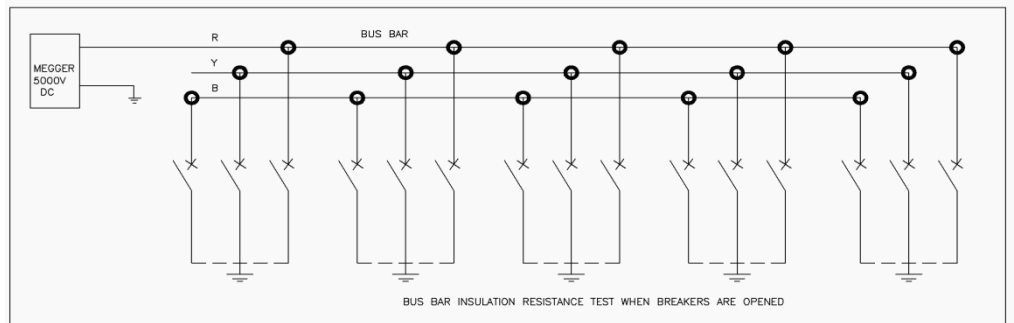 R
BUS BAR
Y
B
MEGGER
5000V
DC
BUS BAR INSULATION RESISTANCE TEST WHEN BREAKERS ARE OPENED